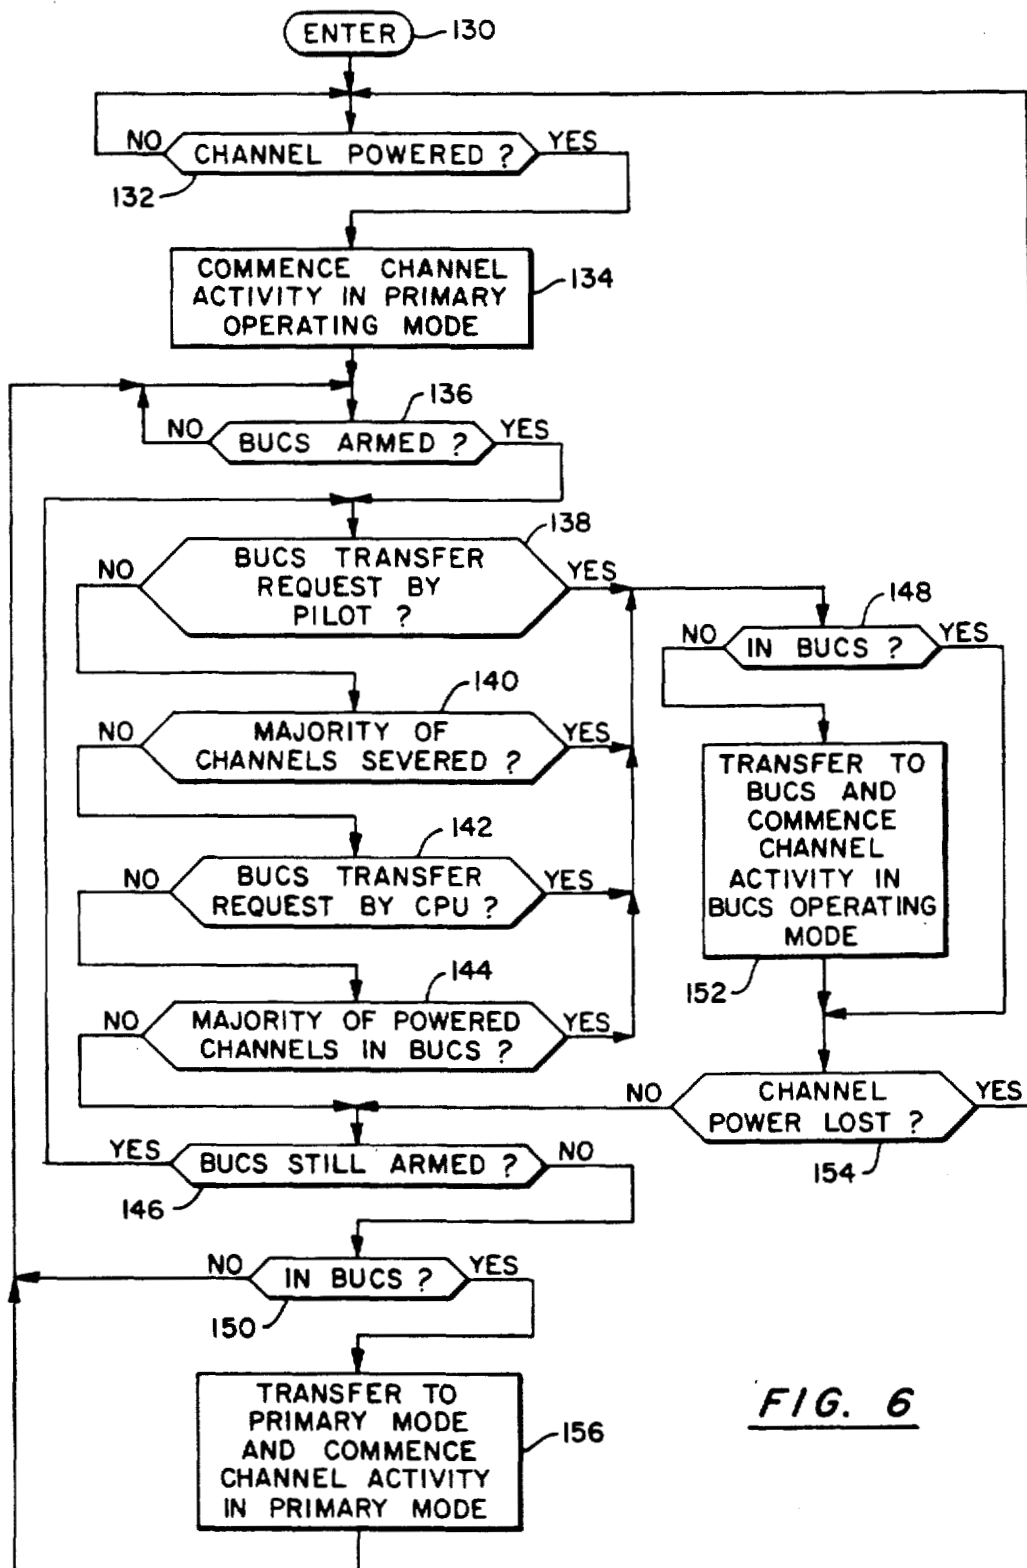 ENTER
130
NO
CHANNEL POWERED ?
YES
132
COMMENCE CHANNEL
ACTIVITY IN PRIMARY
OPERATING MODE
134
136
NO
BUCS ARMED ?
YES
138
NO
BUCS TRANSFER
REQUEST BY
PILOT ?
YES
148
NO
IN BUCS ?
YES
140
NO
MAJORITY OF
CHANNELS SEVERED ?
YES
TRANSFER TO
BUCS AND
COMMENCE
CHANNEL
ACTIVITY IN
BUCS OPERATING
MODE
152
142
NO
BUCS TRANSFER
REQUEST BY CPU ?
YES
144
NO
MAJORITY OF POWERED
CHANNELS IN BUCS ?
YES
NO
CHANNEL
POWER LOST ?
YES
154
YES
BUCS STILL ARMED ?
NO
146
NO
IN BUCS ?
YES
150
TRANSFER TO
PRIMARY MODE
AND COMMENCE
CHANNEL ACTIVITY
IN PRIMARY MODE
156
FIG. 6